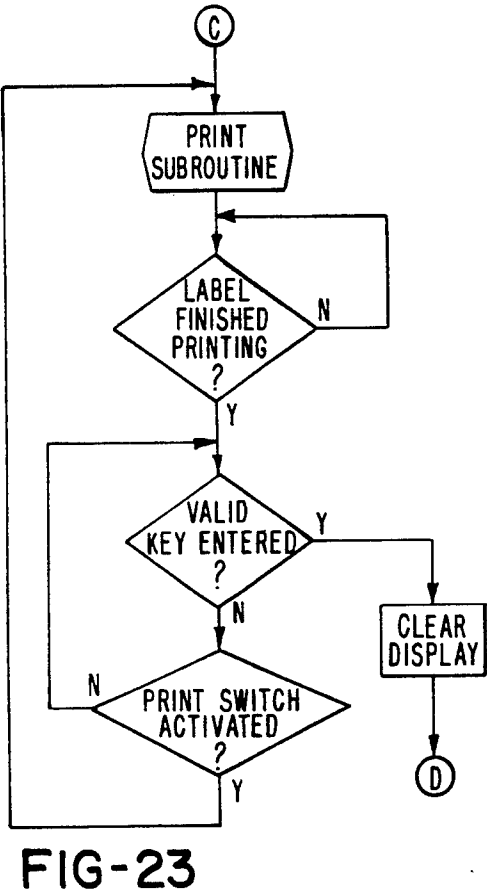 C
PRINT
SUBROUTINE
LABEL
FINISHED
PRINTING
?
N
Y
VALID
KEY ENTERED
?
Y
N
CLEAR
DISPLAY
PRINT SWITCH
ACTIVATED
?
N
Y
D
FIG-23